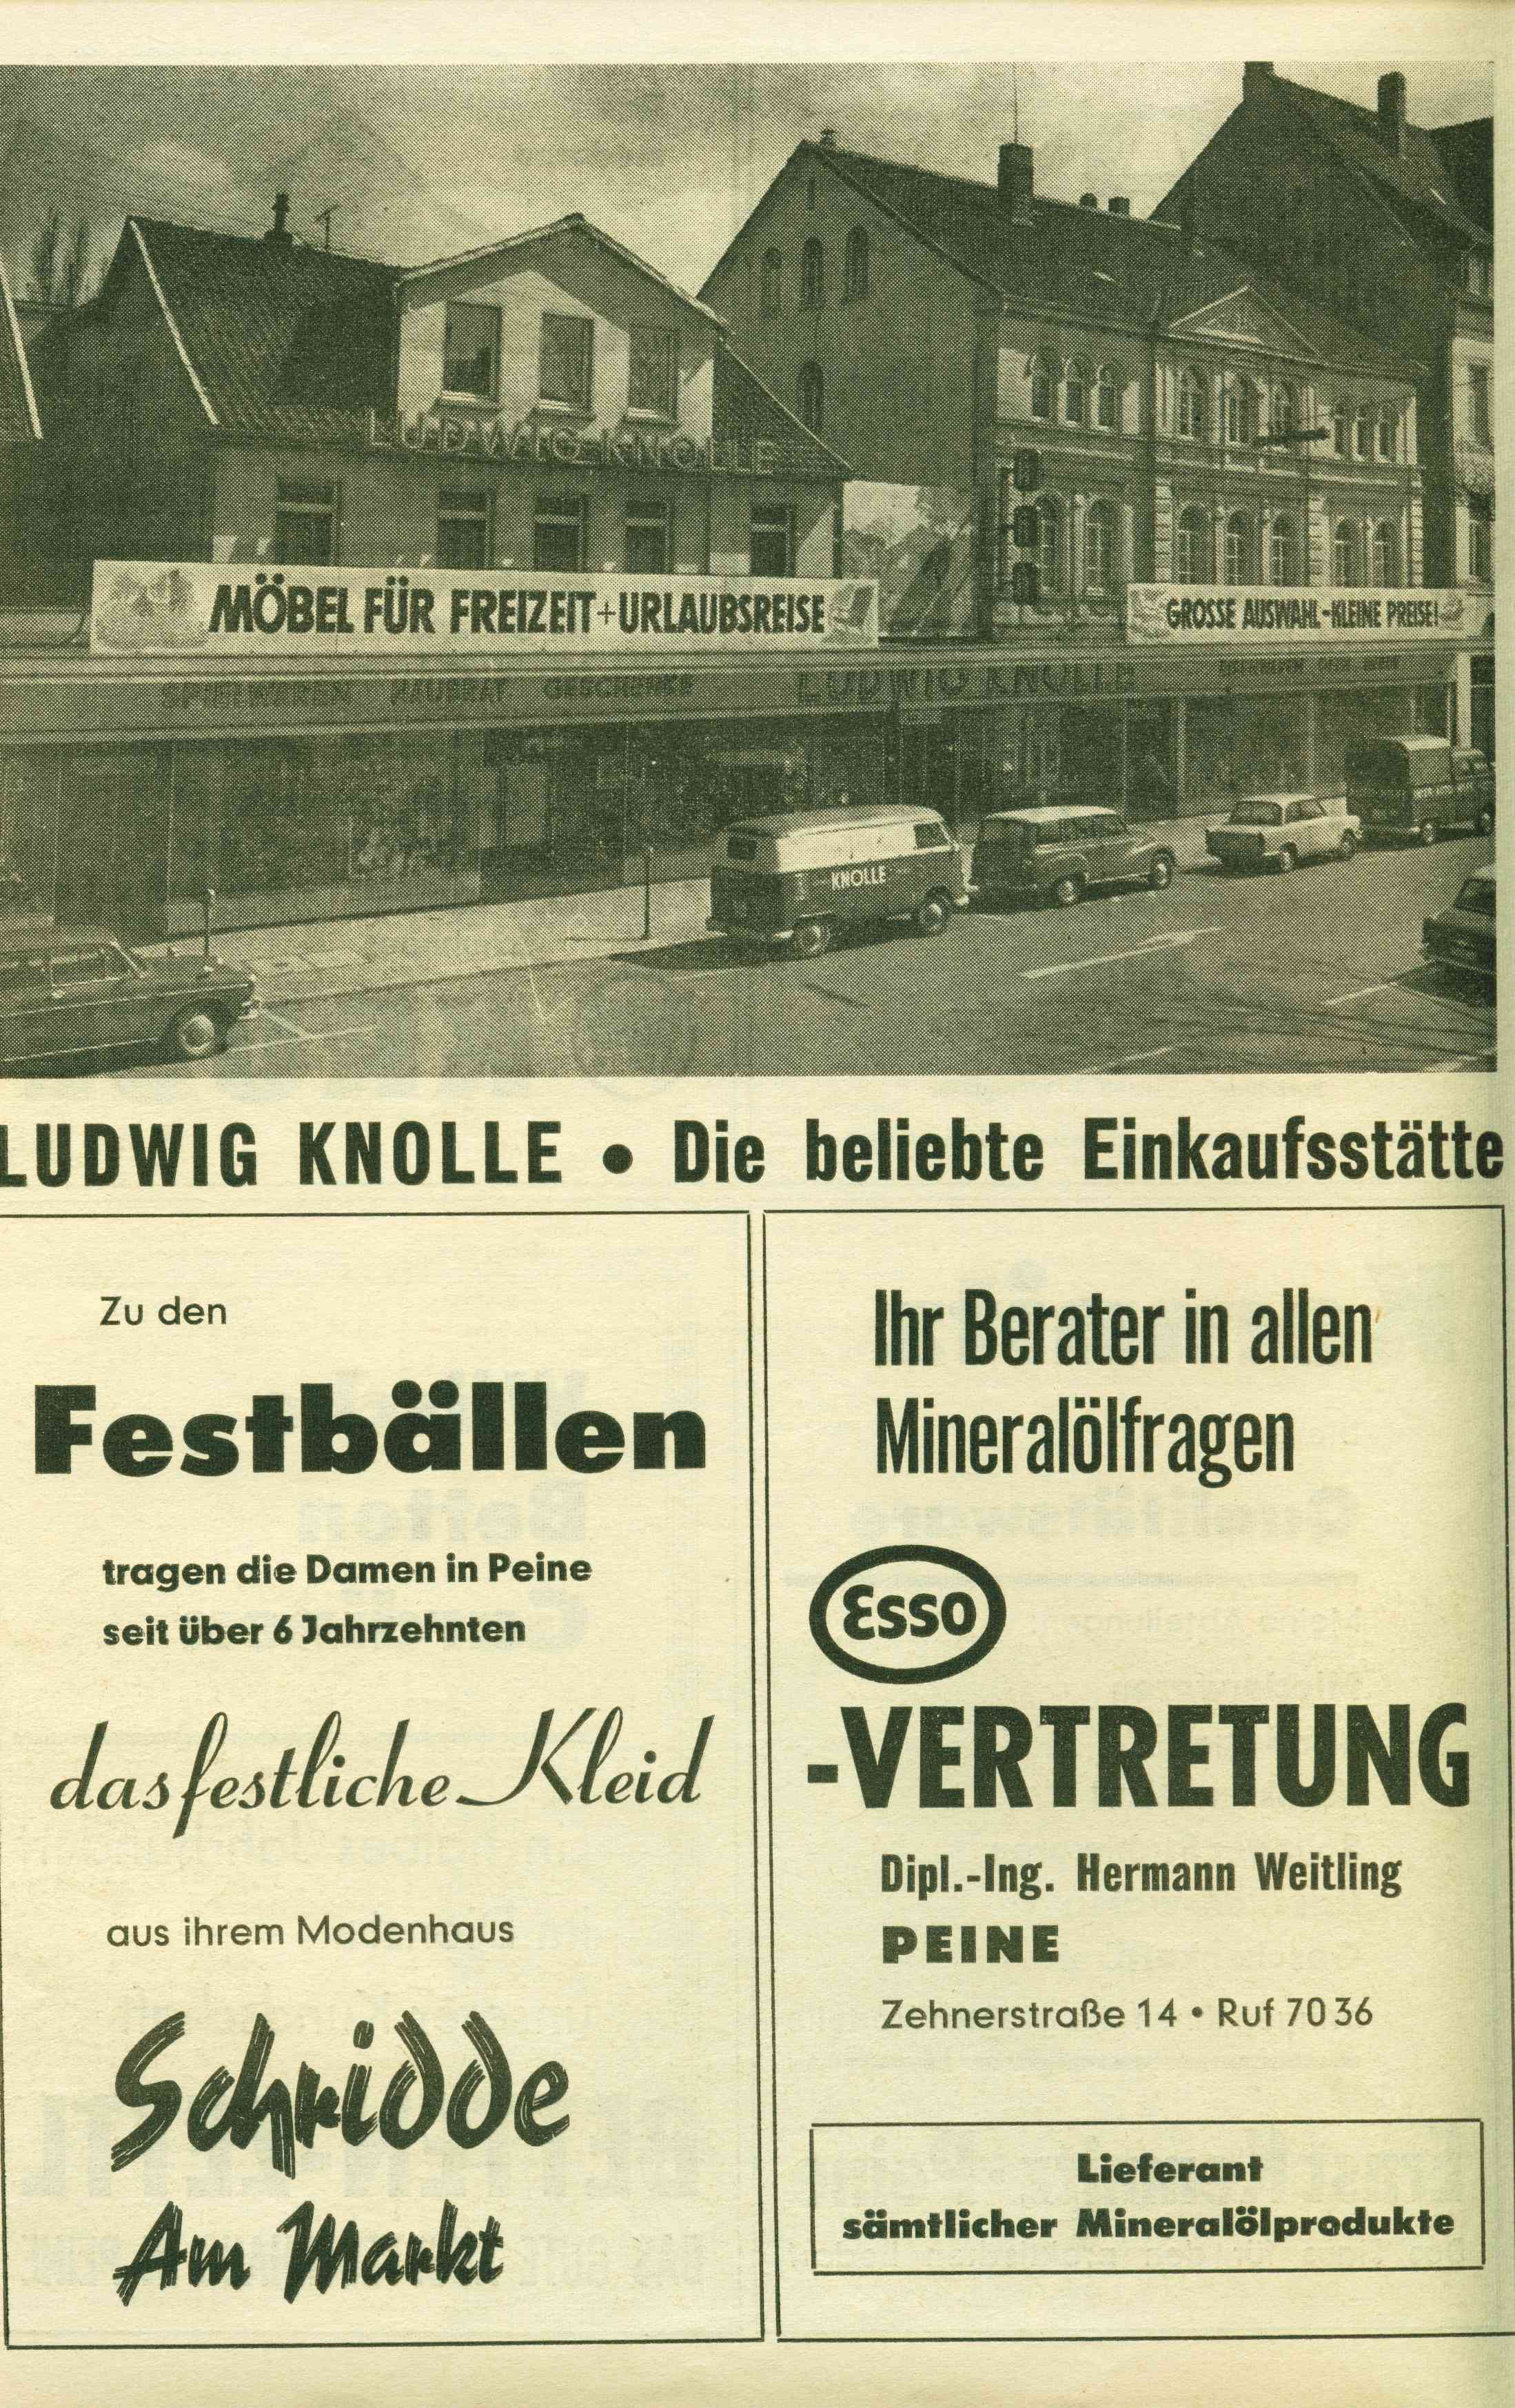 LUDWIG KNOLLE
MÖBEL FÜR FREIZEIT+URLAUBSREISE
GROSSE AUSWAHL-KLEINE PREISE!
SPIELWAREN HAUSRAT GESCHENKE
LUDWIG KNOLLE
KNOLLE
LUDWIG KNOLLE • Die beliebte Einkaufsstätte
Zu den
Festbällen
tragen die Damen in Peine
seit über 6 Jahrzehnten
das festliche Kleid
aus ihrem Modenhaus
Schridde
Am Markt
Ihr Berater in allen
Mineralölfragen
Esso
-VERTRETUNG
Dipl.-Ing. Hermann Weitling
PEINE
Zehnerstraße 14 • Ruf 70 36
Lieferant
sämtlicher Mineralölprodukte